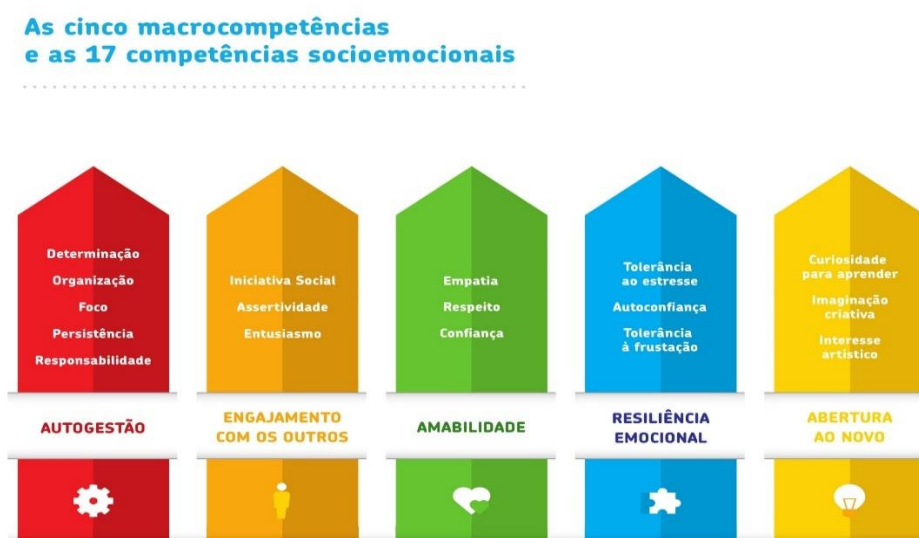 As cinco macrocompetências
e as 17 competências socioemocionais
Determinação
Organização
Foco
Persistência
Responsabilidade
AUTOGESTÃO
Iniciativa Social
Assertividade
Entusiasmo
ENGAJAMENTO
COM OS OUTROS
Empatia
Respeito
Confiança
AMABILIDADE
Tolerância
ao estresse
Autoconfiança
Tolerância
à frustação
RESILIÊNCIA
EMOCIONAL
Curiosidade
para aprender
Imaginação
criativa
Interesse
artístico
ABERTURA
AO NOVO